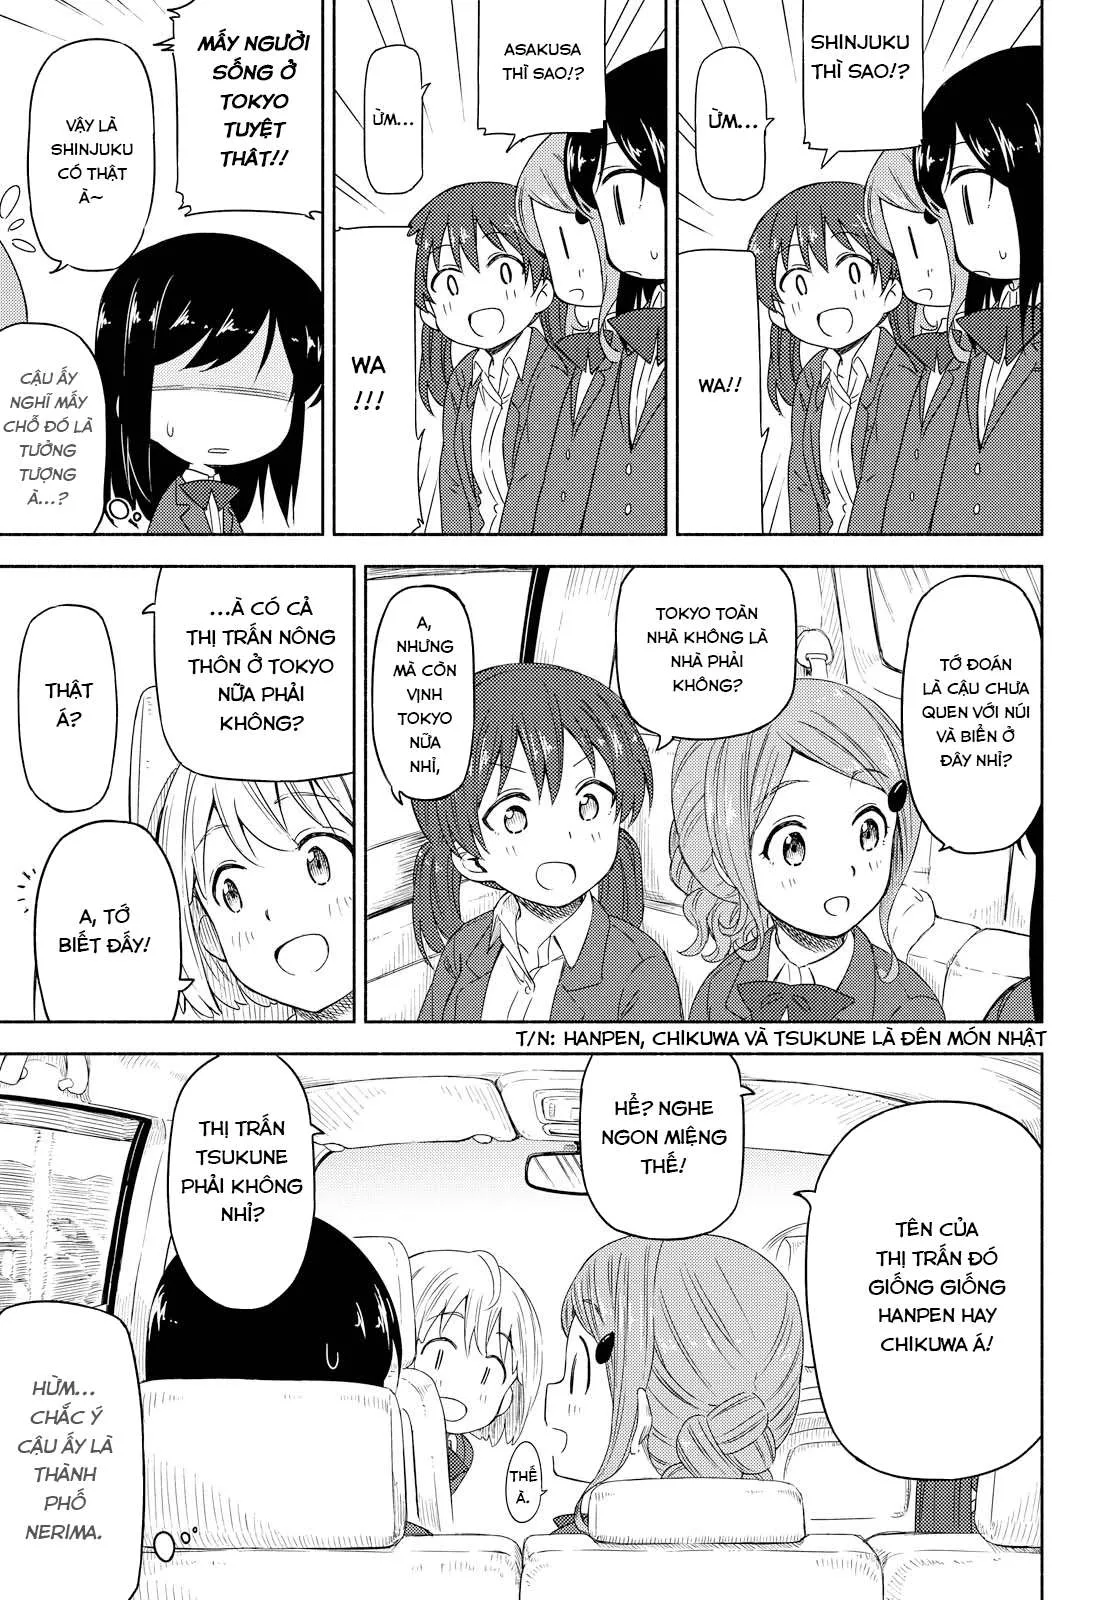 SHINJUKU
THÌ SAO!?
ỪM...
WA!!
ASAKUSA
THÌ SAO!?
ỪM...
WA
!!!
MẤY NGƯỜI
SỐNG Ở
TOKYO
TUYỆT
THÂT!!
VẬY LÀ
SHINJUKU
CÓ THẬT
À~
CẬU ẤY
NGHĨ MẤY
CHỖ ĐÓ LÀ
TƯỞNG
TƯỢNG
À...?
TỚ ĐOÁN
LÀ CẬU CHƯA
QUEN VỚI NÚI
VÀ BIỂN Ở
ĐÂY NHỈ?
TOKYO TOÀN
NHÀ KHÔNG LÀ
NHÀ PHẢI
KHÔNG?
A,
NHƯNG
MÀ CÒN
VỊNH
TOKYO
NỮA
NHỈ,
...À CÓ CẢ
THỊ TRẤN NÔNG
THÔN Ở TOKYO
NỮA PHẢI
KHÔNG?
THẬT
Á?
A, TỚ
BIẾT ĐẤY!
T/N: HANPEN, CHIKUWA VÀ TSUKUNE LÀ ĐÊN MÓN NHẬT
TÊN CỦA
THỊ TRẤN ĐÓ
GIỐNG GIỐNG
HANPEN HAY
CHIKUWA Á!
HỂ? NGHE
NGON MIỆNG
THẾ!
THẾ
À.
THỊ TRẤN
TSUKUNE
PHẢI KHÔNG
NHỈ?
HỪM...
CHẮC Ý
CẬU ẤY LÀ
THÀNH
PHỐ
NERIMA.